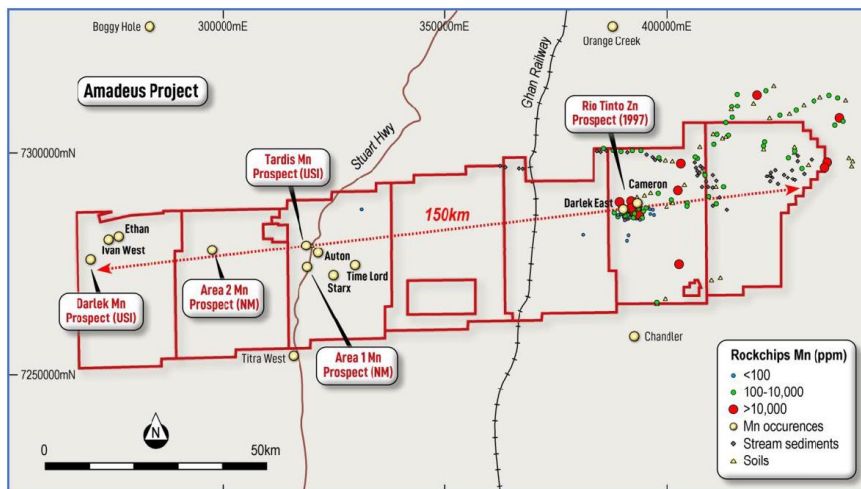 300000mE
350000mE
400000mE
Boggy Hole
Orange Creek
Amadeus Project
Stuart Hwy
Ghan Railway
Rio Tinto Zn
Prospect (1997)
7300000mN
Tardis Mn
Prospect (USI)
Cameron
Darlek East
150km
Ethan
Ivan West
Auton
Time Lord
Starx
Darlek Mn
Prospect (USI)
Area 2 Mn
Prospect (NM)
Titra West
Area 1 Mn
Prospect (NM)
Chandler
7250000mN
Rockchips Mn (ppm)
<100
100-10,000
>10,000
Mn occurences
Stream sediments
Soils
N
0
50km